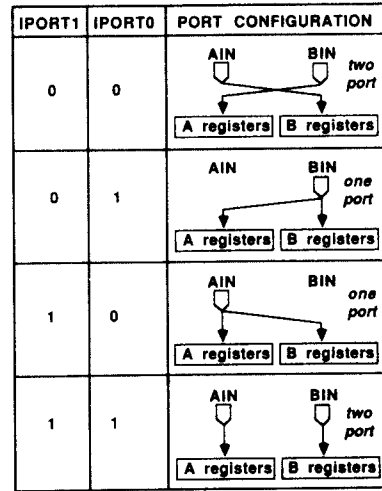 IPORT1 IPORT0 PORT CONFIGURATION
AIN BIN
two
port
0 0
A registers B registers
AIN BIN
one
port
0 1
A registers B registers
AIN BIN
one
port
1 0
A registers B registers
AIN BIN
two
port
1 1
A registers B registers